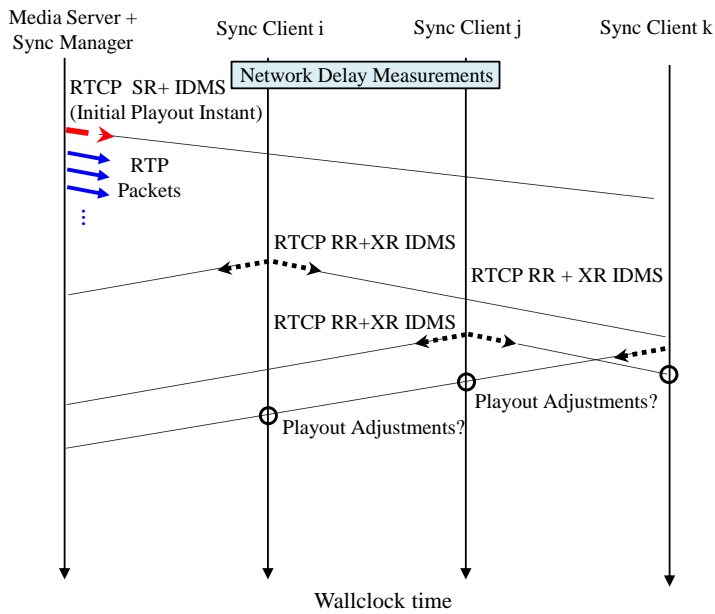 Media Server +
Sync Manager
Sync Client i
Sync Client j
Sync Client k
Network Delay Measurements
RTCP SR+ IDMS
(Initial Playout Instant)
RTP
Packets
...
RTCP RR+XR IDMS
RTCP RR + XR IDMS
RTCP RR+XR IDMS
Playout Adjustments?
Playout Adjustments?
Wallclock time